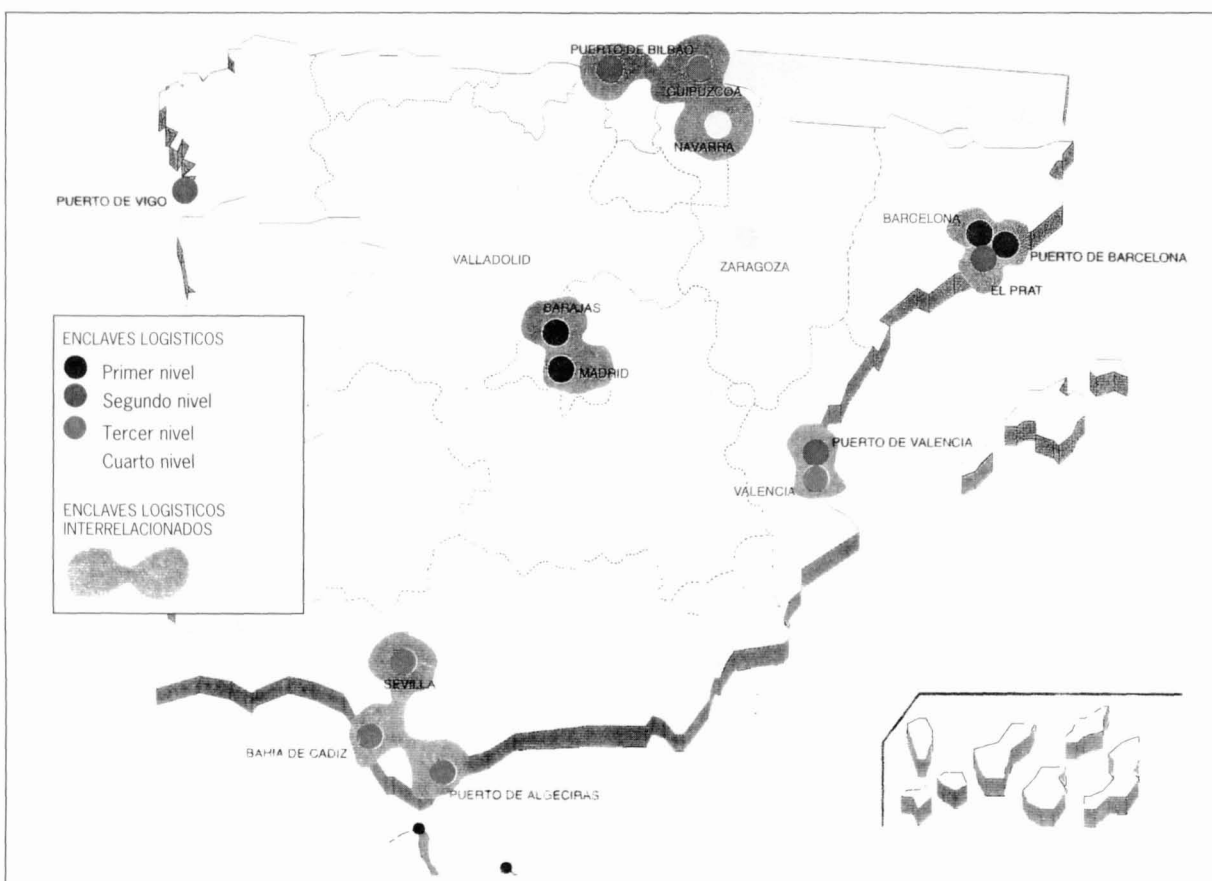 PUERTO DE BILBAO
GUIPUZCOA
NAVARRA
PUERTO DE VIGO
BARCELONA
PUERTO DE BARCELONA
EL PRAT
VALLADOLID
ZARAGOZA
BARAJAS
MADRID
ENCLAVES LOGISTICOS
Primer nivel
Segundo nivel
Tercer nivel
Cuarto nivel
ENCLAVES LOGISTICOS
INTERRELACIONADOS
PUERTO DE VALENCIA
VALENCIA
SEVILLA
BAHIA DE CADIZ
PUERTO DE ALGECIRAS